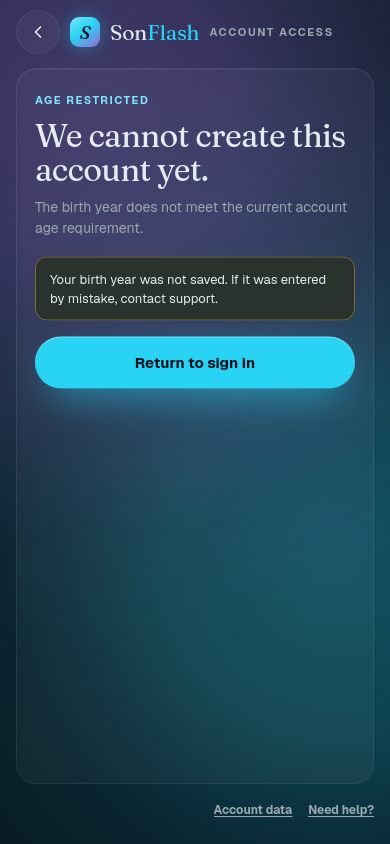 S SonFlash ACCOUNT ACCESS
AGE RESTRICTED
We cannot create this
account yet.
The birth year does not meet the current account
age requirement.
Your birth year was not saved. If it was entered
by mistake, contact support.
Return to sign in
Account data Need help?